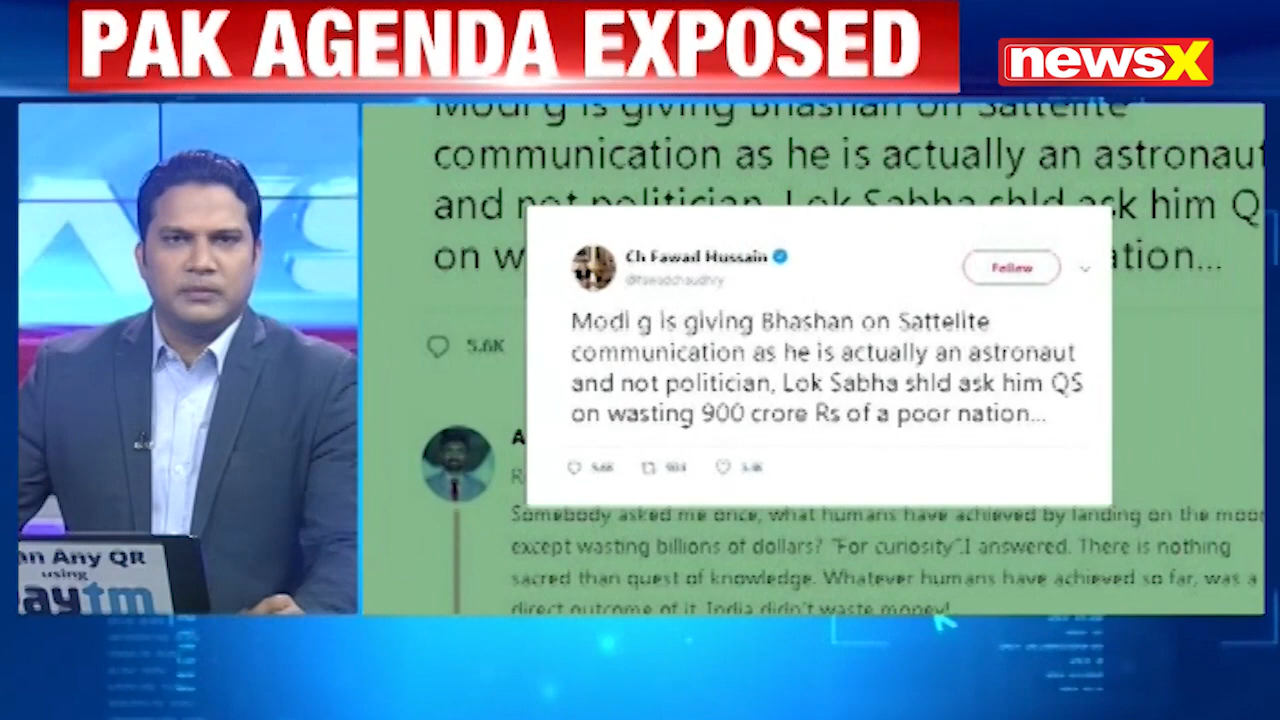 PAK AGENDA EXPOSED
newsX
Modi g is giving Bhashan on Sattelite
communication as he is actually an astronaut
and not politician, Lok Sabha shld ask him Q
on w
ation...
5.6K
Ch Fawad Hussain
@fawadchaudhry
Follow
Modi g is giving Bhashan on Sattelite
communication as he is actually an astronaut
and not politician, Lok Sabha shld ask him QS
on wasting 900 crore Rs of a poor nation...
A
R
Somebody asked me once, what humans have achieved by landing on the moo
except wasting billions of dollars? "For curiosity".I answered. There is nothing
sacred than quest of knowledge. Whatever humans have achieved so far, was a
direct outcome of it. India didn't waste money!
an Any QR
using
aytm